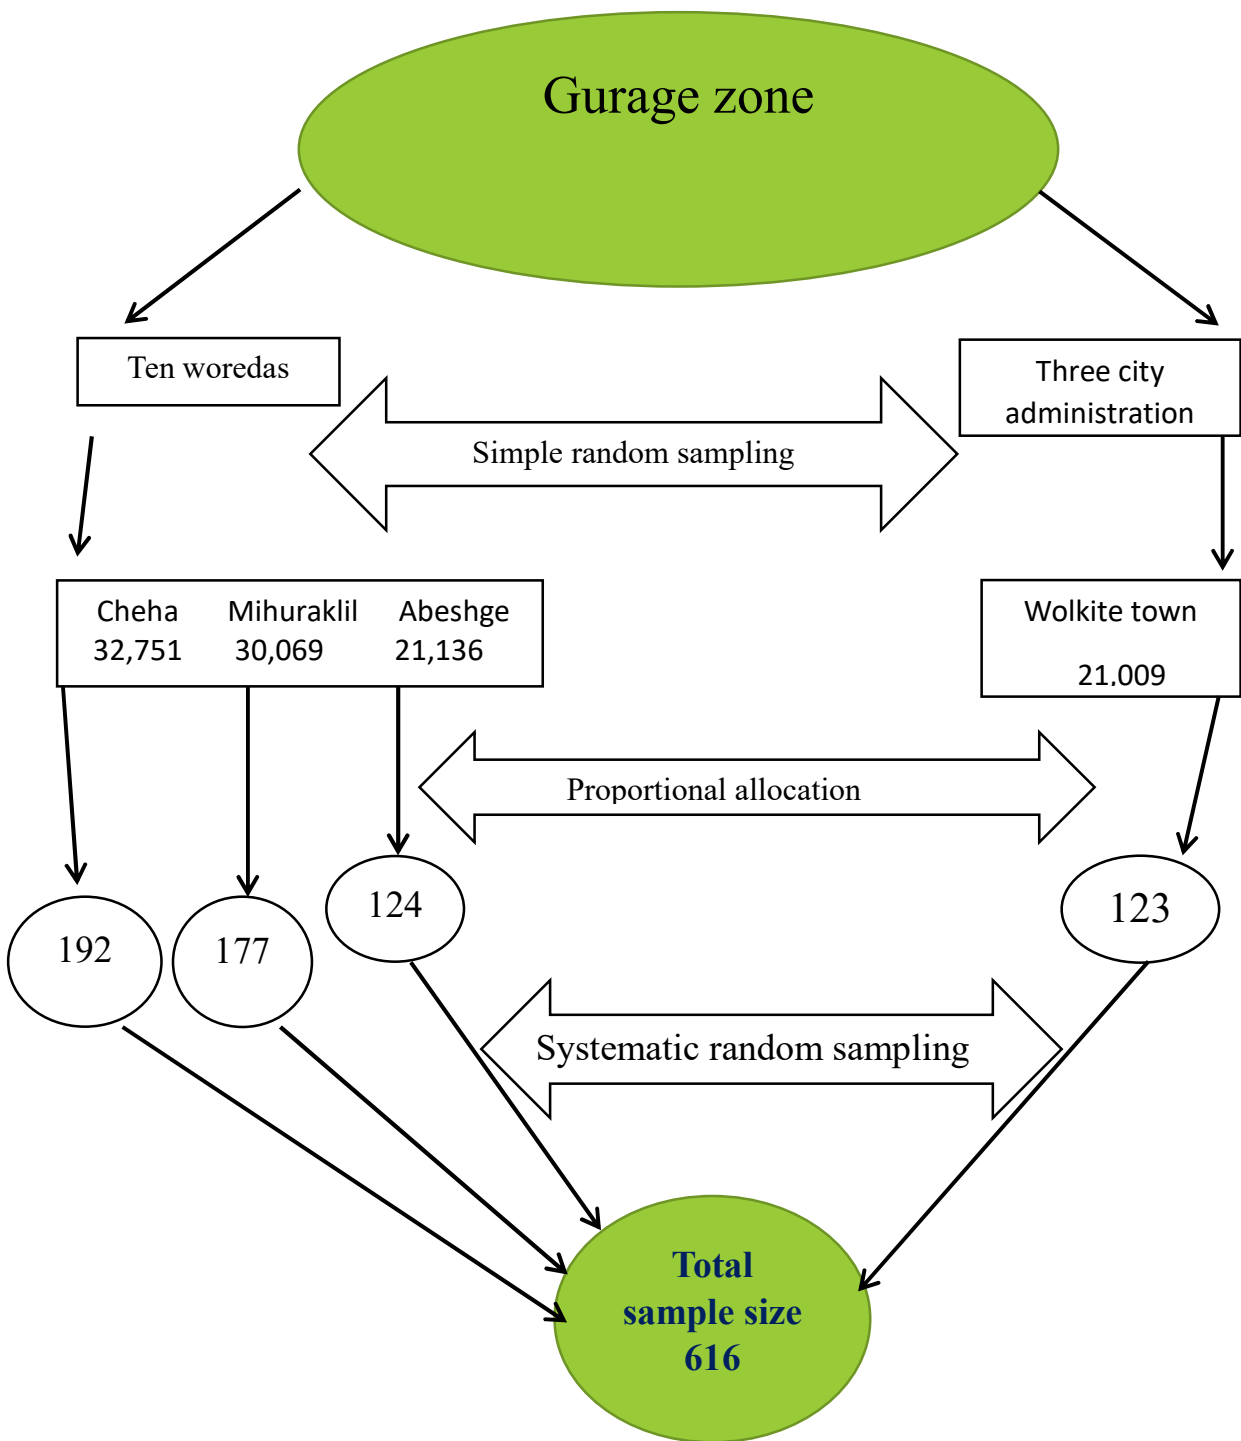 Gurage zone
Ten woredas
Three city
administration
Simple random sampling
Cheha Mihuraklil Abeshge
32,751 30,069 21,136
Wolkite town
21,009
Proportional allocation
192
177
124
123
Systematic random sampling
Total
sample size
616